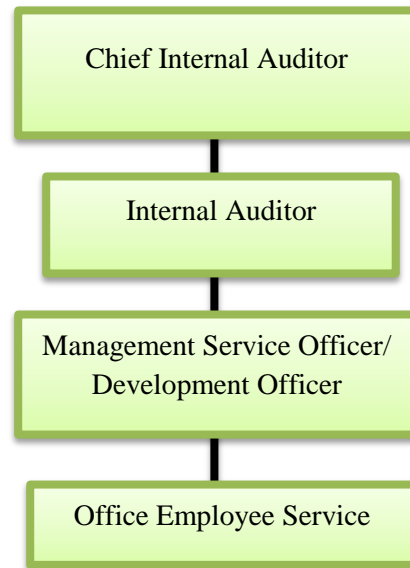 Chief Internal Auditor
Internal Auditor
Management Service Officer/
Development Officer
Office Employee Service